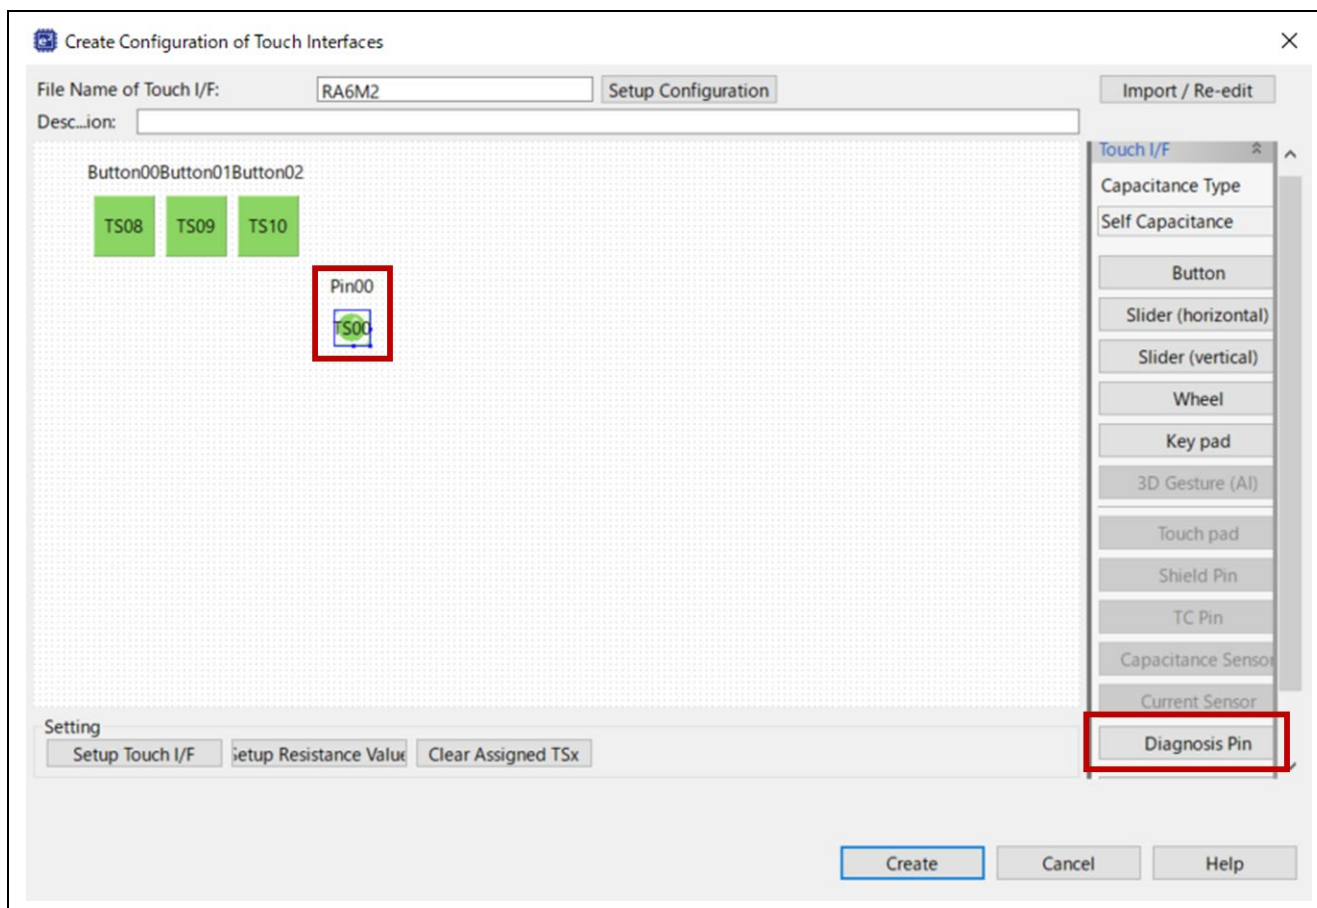 Create Configuration of Touch Interfaces
File Name of Touch I/F: RA6M2 Setup Configuration Import / Re-edit
Desc...ion:
Button00Button01Button02
TS08 TS09 TS10
Pin00
TS00
Touch I/F
Capacitance Type
Self Capacitance
Button
Slider (horizontal)
Slider (vertical)
Wheel
Key pad
3D Gesture (AI)
Touch pad
Shield Pin
TC Pin
Capacitance Sensor
Current Sensor
Diagnosis Pin
Setting
Setup Touch I/F Setup Resistance Value Clear Assigned TSx
Create Cancel Help